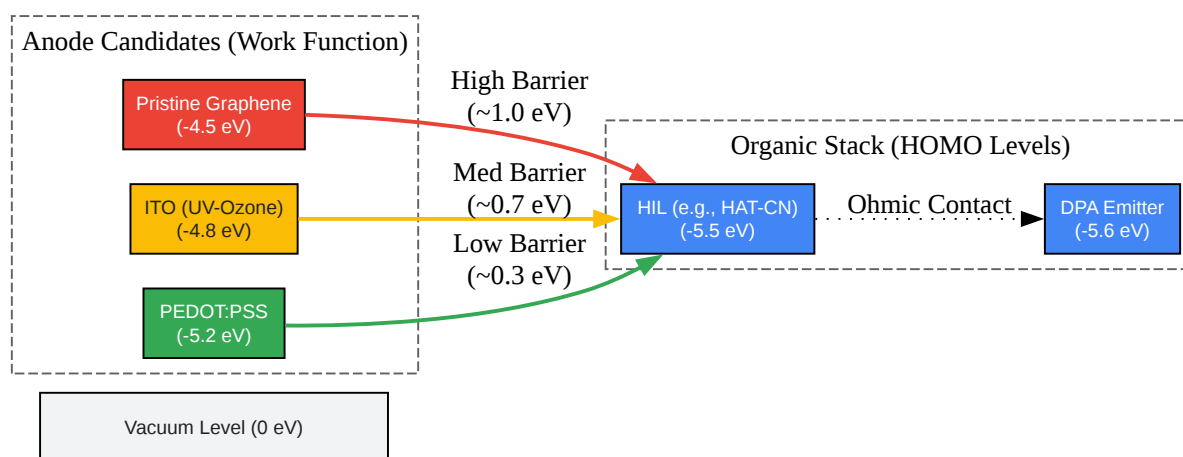 Anode Candidates (Work Function)
Pristine Graphene
(-4.5 eV)
High Barrier
(~1.0 eV)
Organic Stack (HOMO Levels)
ITO (UV-Ozone)
(-4.8 eV)
Med Barrier
(~0.7 eV)
HIL (e.g., HAT-CN)
(-5.5 eV)
Ohmic Contact
DPA Emitter
(-5.6 eV)
Low Barrier
(~0.3 eV)
PEDOT:PSS
(-5.2 eV)
Vacuum Level (0 eV)